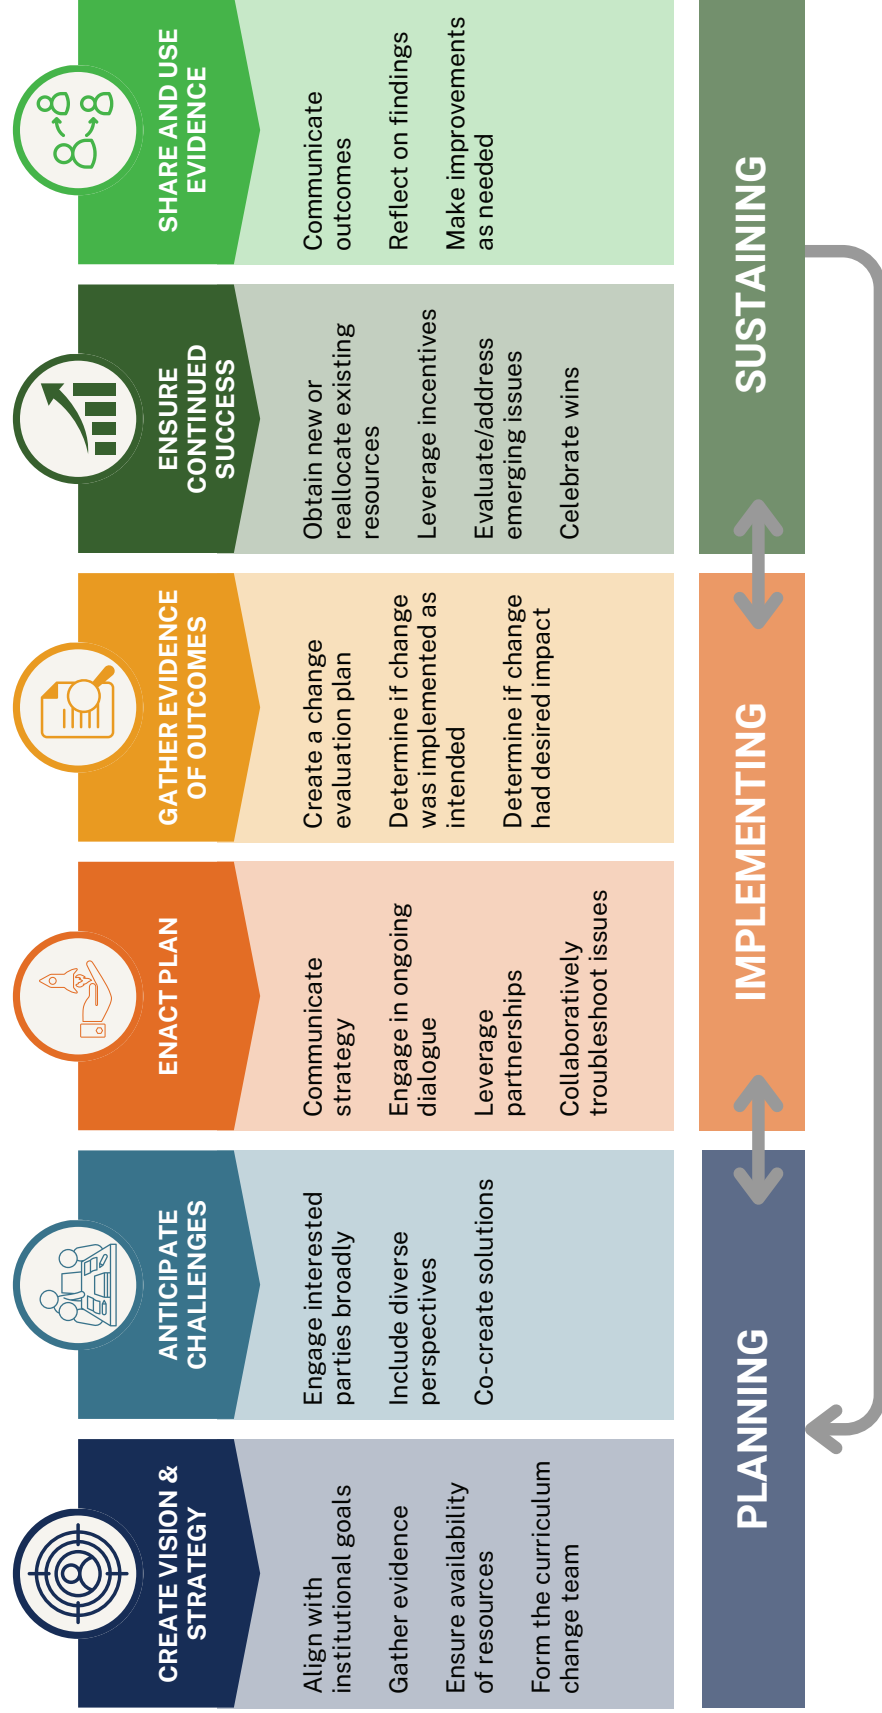 CREATE VISION &
STRATEGY
Align with
institutional goals
Gather evidence
Ensure availability
of resources
Form the curriculum
change team
ANTICIPATE
CHALLENGES
Engage interested
parties broadly
Include diverse
perspectives
Co-create solutions
ENACT PLAN
Communicate
strategy
Engage in ongoing
dialogue
Leverage
partnerships
Collaboratively
troubleshoot issues
GATHER EVIDENCE
OF OUTCOMES
Create a change
evaluation plan
Determine if change
was implemented as
intended
Determine if change
had desired impact
ENSURE
CONTINUED
SUCCESS
Obtain new or
reallocate existing
resources
Leverage incentives
Evaluate/address
emerging issues
Celebrate wins
SHARE AND USE
EVIDENCE
Communicate
outcomes
Reflect on findings
Make improvements
as needed
PLANNING
IMPLEMENTING
SUSTAINING